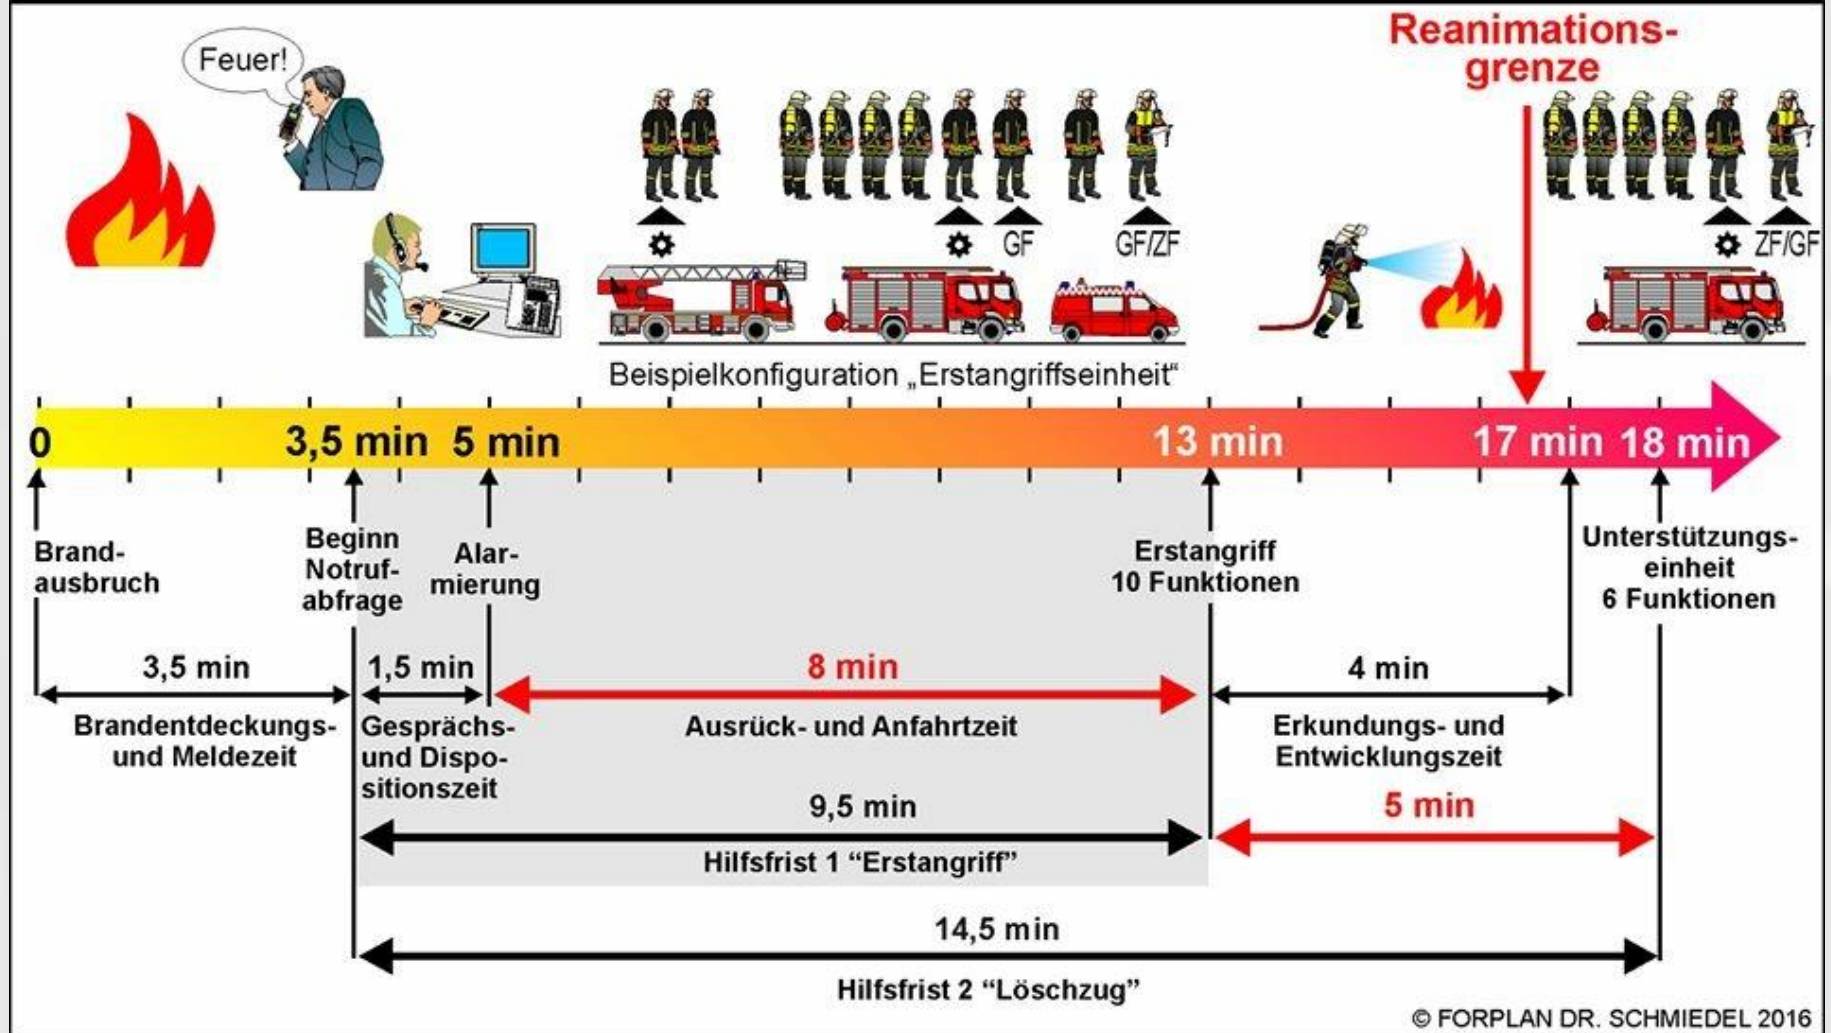 Reanimations-
grenze
Feuer!
GF
GF/ZF
ZF/GF
Beispielkonfiguration „Erstangriffseinheit“
0
3,5 min
5 min
13 min
17 min
18 min
Brand-
ausbruch
Beginn
Notruf-
abfrage
Alar-
mierung
Erstangriff
10 Funktionen
Unterstützungs-
einheit
6 Funktionen
3,5 min
Brandentdeckungs-
und Meldezeit
1,5 min
Gesprächs-
und Dispo-
sitionszeit
8 min
Ausrück- und Anfahrtzeit
4 min
Erkundungs- und
Entwicklungszeit
9,5 min
Hilfsfrist 1 “Erstangriff”
5 min
14,5 min
Hilfsfrist 2 “Löschzug”
© FORPLAN DR. SCHMIEDEL 2016